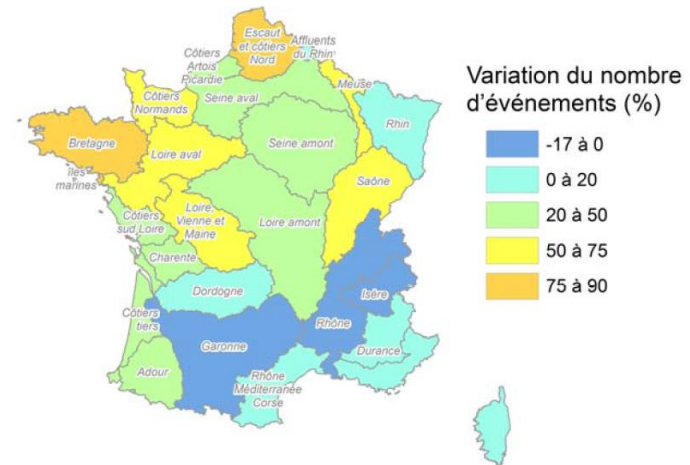 Escaut
et côtiers
Nord
Affluents
du Rhin
Côtiers
Artois
Picardie
Meuse
Seine aval
Côtiers
Normands
Rhin
Bretagne
Loire aval
Seine amont
Iles
marines
Saône
Loire,
Vienne et
Maine
Loire amont
Côtiers
sud Loire
Charente
Dordogne
Isère
Côtiers
tiers
Rhône
Garonne
Durance
Adour
Rhône
Méditerranée
Corse
Variation du nombre
d'événements (%)
-17 à 0
0 à 20
20 à 50
50 à 75
75 à 90